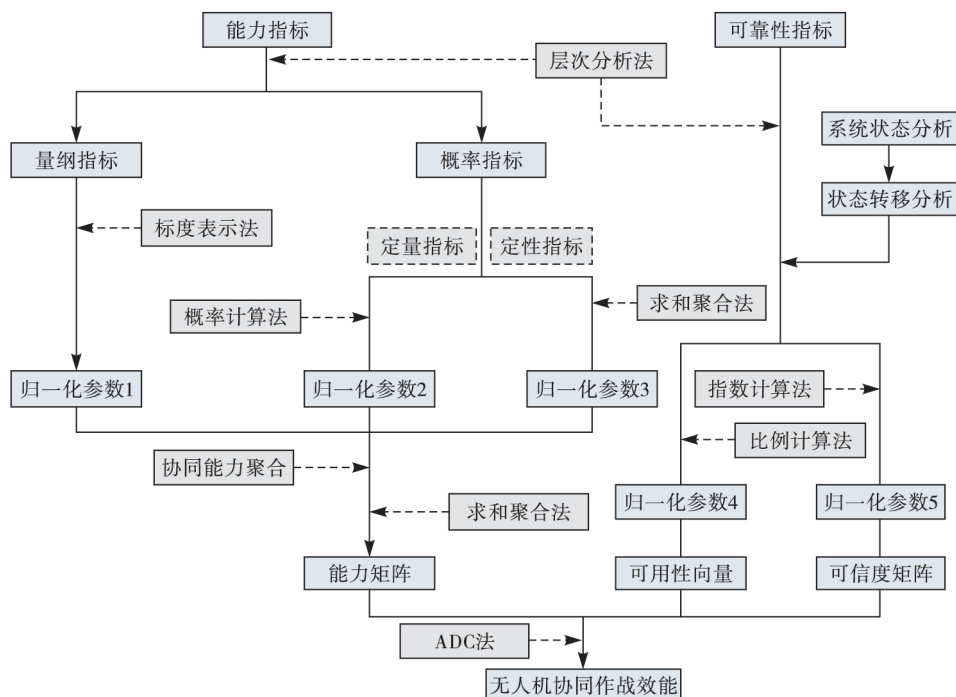 能力指标
可靠性指标
层次分析法
系统状态分析
量纲指标
概率指标
状态转移分析
标度表示法
定量指标
定性指标
概率计算法
求和聚合法
归一化参数1
归一化参数2
归一化参数3
指数计算法
比例计算法
协同能力聚合
归一化参数4
归一化参数5
求和聚合法
能力矩阵
可用性向量
可信度矩阵
ADC法
无人机协同作战效能